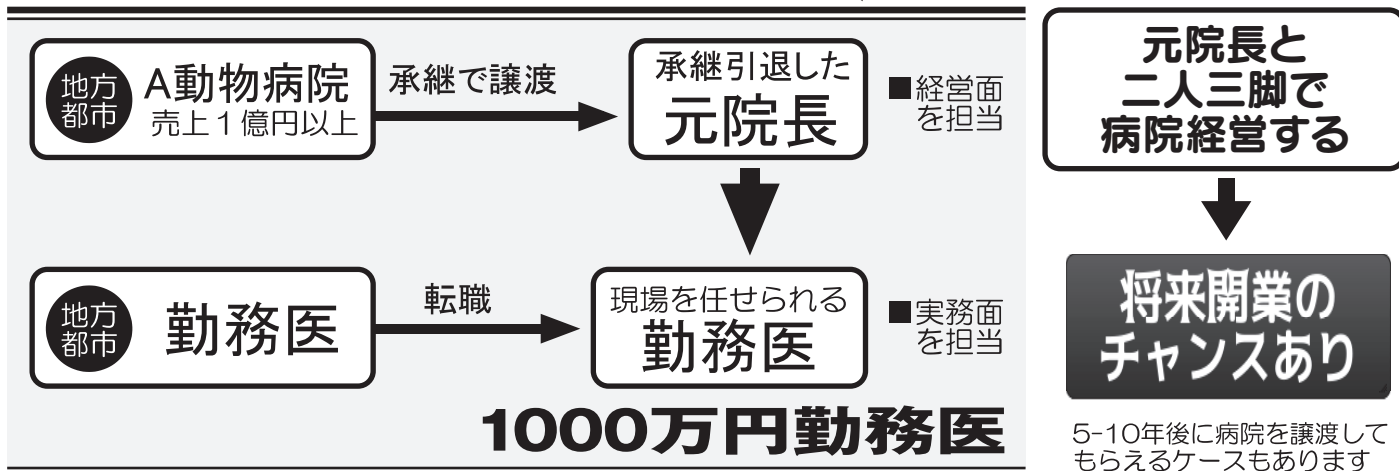 地方
都市
A動物病院
売上1億円以上
承継で譲渡
承継引退した
元院長
■経営面
を担当
地方
都市
勤務医
転職
現場を任せられる
勤務医
■実務面
を担当
1000万円勤務医
元院長と
二人三脚で
病院経営する
将来開業の
チャンスあり
5-10年後に病院を譲渡して
もらえるケースもあります